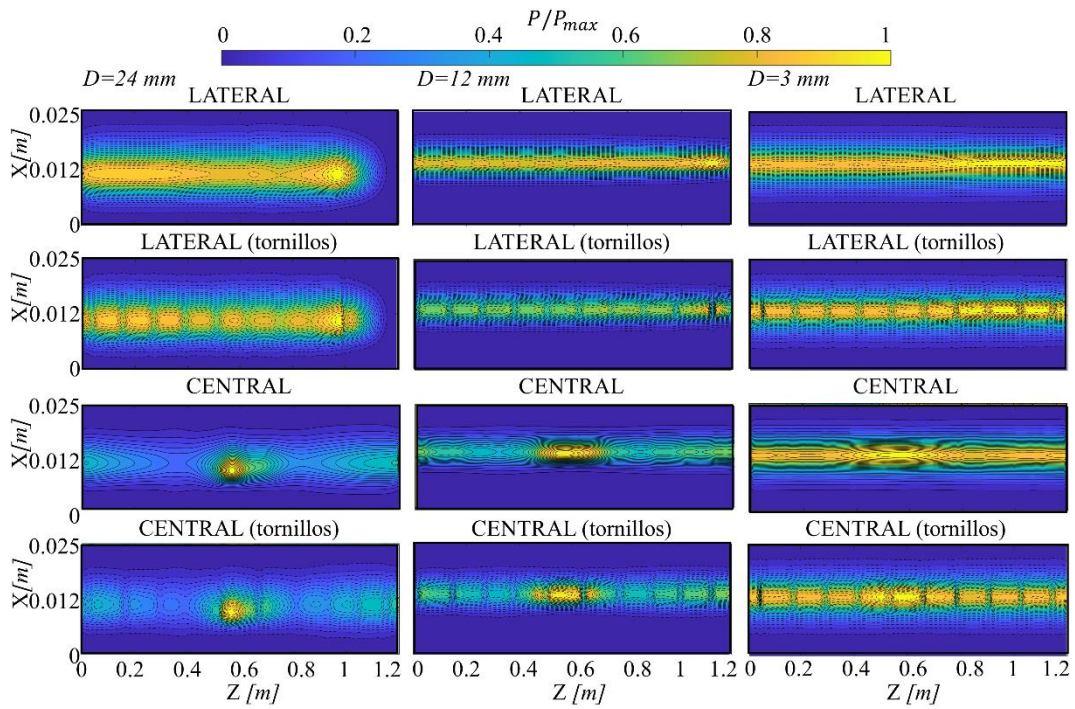 P/P_max
0 0.2 0.4 0.6 0.8 1
D=24 mm D=12 mm D=3 mm
LATERAL LATERAL LATERAL
0.025
X[m]
0.012
0
LATERAL (tornillos) LATERAL (tornillos) LATERAL (tornillos)
0.025
X[m]
0.012
0
CENTRAL CENTRAL CENTRAL
0.025
X[m]
0.012
0
CENTRAL (tornillos) CENTRAL (tornillos) CENTRAL (tornillos)
0.025
X[m]
0.012
0
0 0.2 0.4 0.6 0.8 1 1.2 0 0.2 0.4 0.6 0.8 1 1.2 0 0.2 0.4 0.6 0.8 1 1.2
Z [m] Z [m] Z [m]